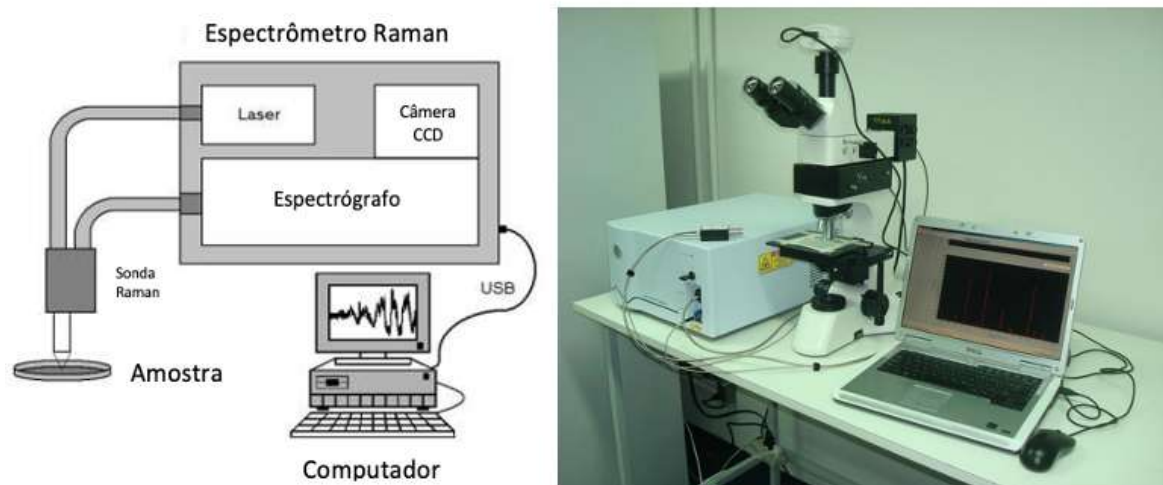 Espectrômetro Raman
Laser
Câmera
CCD
Espectrógrafo
Sonda
Raman
USB
Amostra
Computador